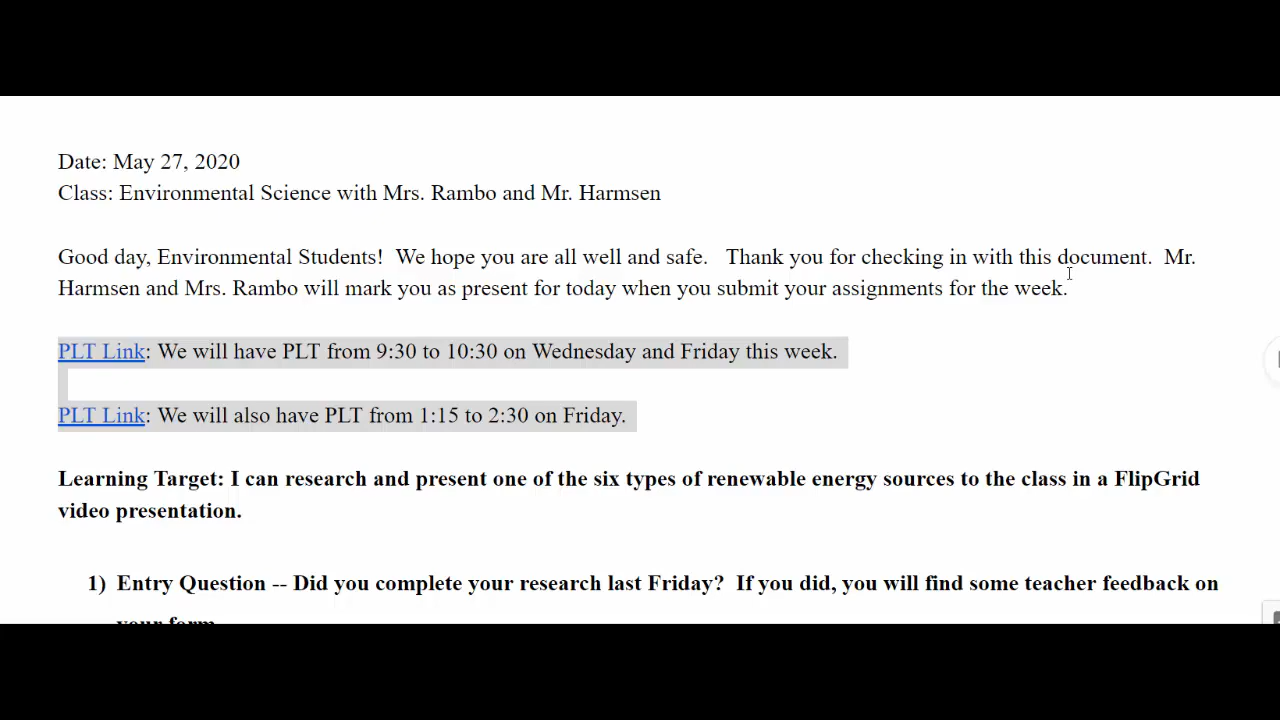 Date: May 27, 2020
Class: Environmental Science with Mrs. Rambo and Mr. Harmsen
Good day, Environmental Students!  We hope you are all well and safe.   Thank you for checking in with this document.  Mr.
Harmsen and Mrs. Rambo will mark you as present for today when you submit your assignments for the week.
PLT Link: We will have PLT from 9:30 to 10:30 on Wednesday and Friday this week.
PLT Link: We will also have PLT from 1:15 to 2:30 on Friday.
Learning Target: I can research and present one of the six types of renewable energy sources to the class in a FlipGrid
video presentation.
1) Entry Question -- Did you complete your research last Friday?  If you did, you will find some teacher feedback on
your form.